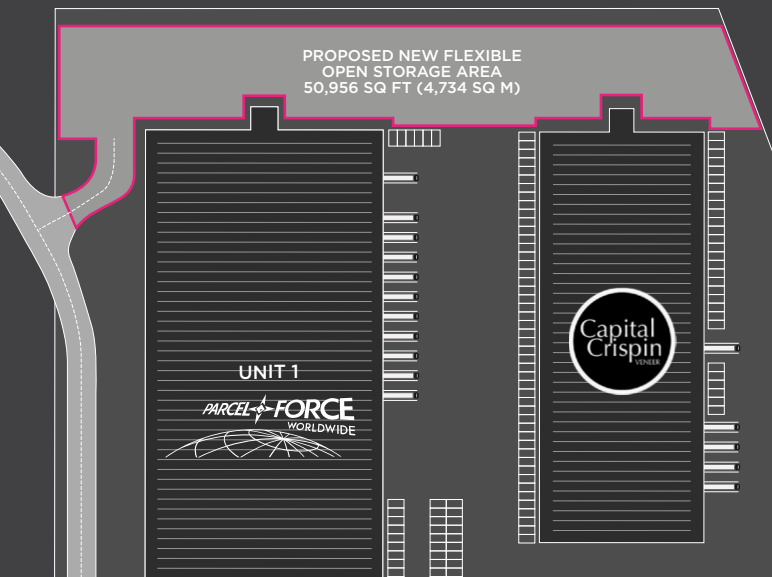 PROPOSED NEW FLEXIBLE
OPEN STORAGE AREA
50,956 SQ FT (4,734 SQ M)
Capital
Crispin
VENEER
UNIT 1
PARCEL FORCE
WORLDWIDE